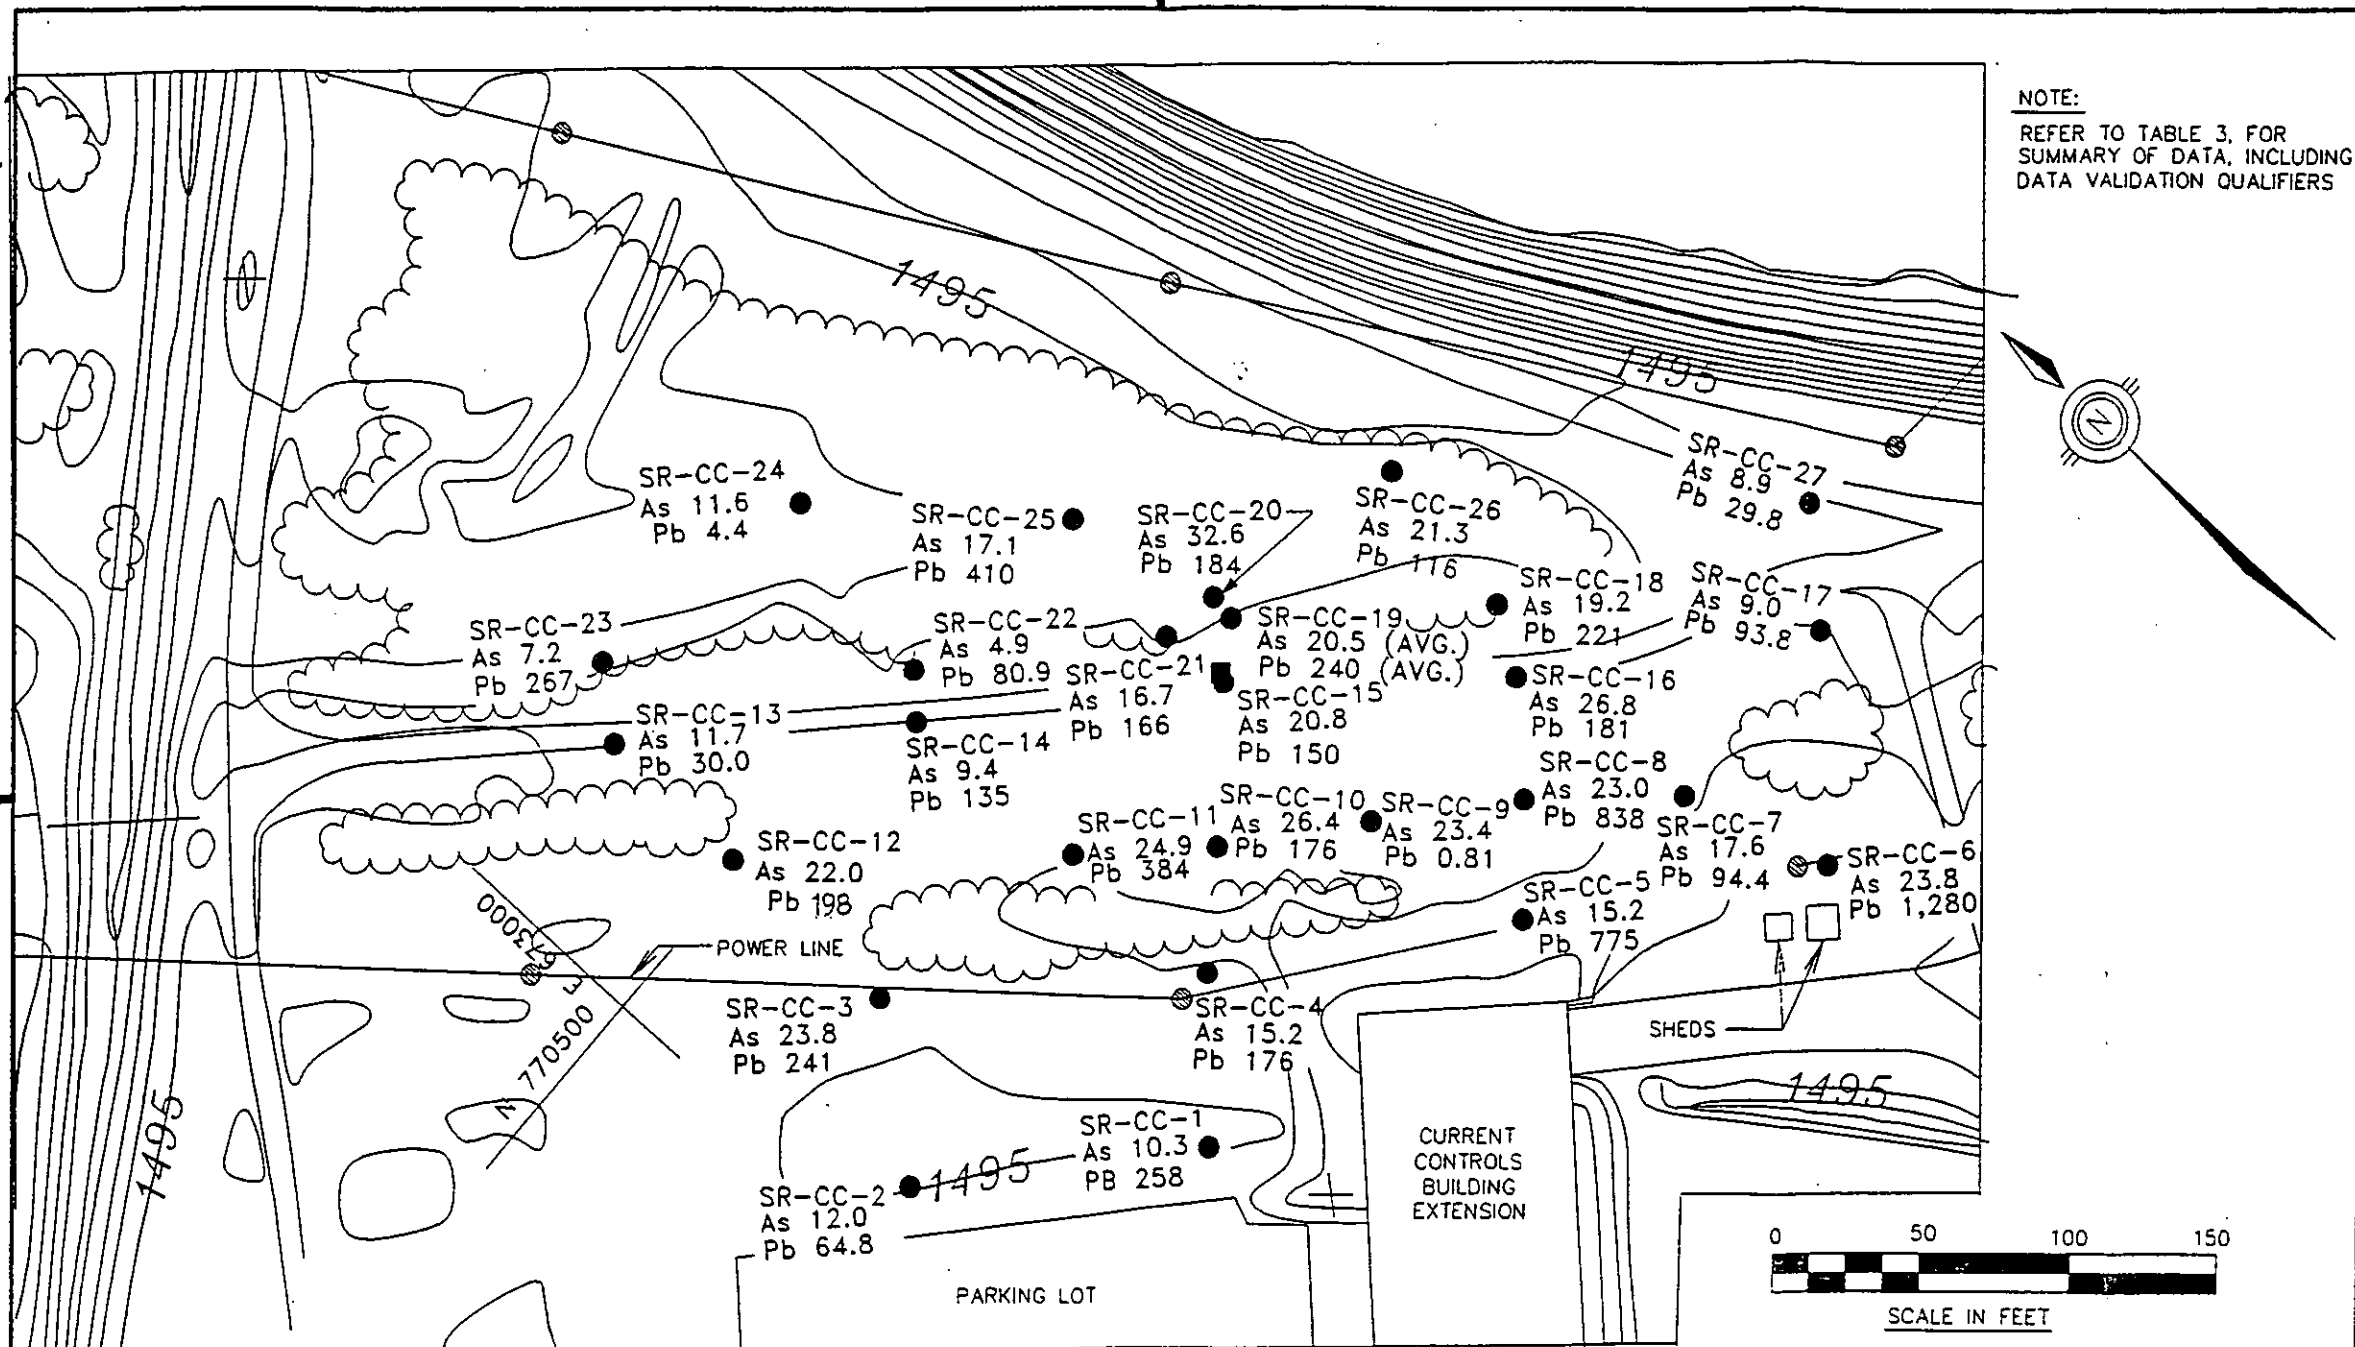 NOTE:
REFER TO TABLE 3, FOR
SUMMARY OF DATA, INCLUDING
DATA VALIDATION QUALIFIERS
1495
1495
N
SR-CC-24
As 11.6
Pb 4.4
SR-CC-25
As 17.1
Pb 410
SR-CC-20
As 32.6
Pb 184
SR-CC-26
As 21.3
Pb 116
SR-CC-27
As 8.9
Pb 29.8
SR-CC-23
As 7.2
Pb 267
SR-CC-22
As 4.9
Pb 80.9
SR-CC-21
As 16.7
Pb 166
SR-CC-19
As 20.5 (AVG.)
Pb 240 (AVG.)
SR-CC-18
As 19.2
Pb 221
SR-CC-17
As 9.0
Pb 93.8
SR-CC-13
As 11.7
Pb 30.0
SR-CC-14
As 9.4
Pb 135
SR-CC-15
As 20.8
Pb 150
SR-CC-16
As 26.8
Pb 181
SR-CC-12
As 22.0
Pb 198
SR-CC-11
As 24.9
Pb 384
SR-CC-10
As 26.4
Pb 176
SR-CC-9
As 23.4
Pb 0.81
SR-CC-8
As 23.0
Pb 838
SR-CC-7
As 17.6
Pb 94.4
SR-CC-6
As 23.8
Pb 1,280
SR-CC-5
As 15.2
Pb 775
POWER LINE
E 673000
N 770500
SR-CC-3
As 23.8
Pb 241
SR-CC-4
As 15.2
Pb 176
SHEDS
1495
1495
SR-CC-1
As 10.3
PB 258
1495
SR-CC-2
As 12.0
Pb 64.8
CURRENT
CONTROLS
BUILDING
EXTENSION
PARKING LOT
0 50 100 150
SCALE IN FEET